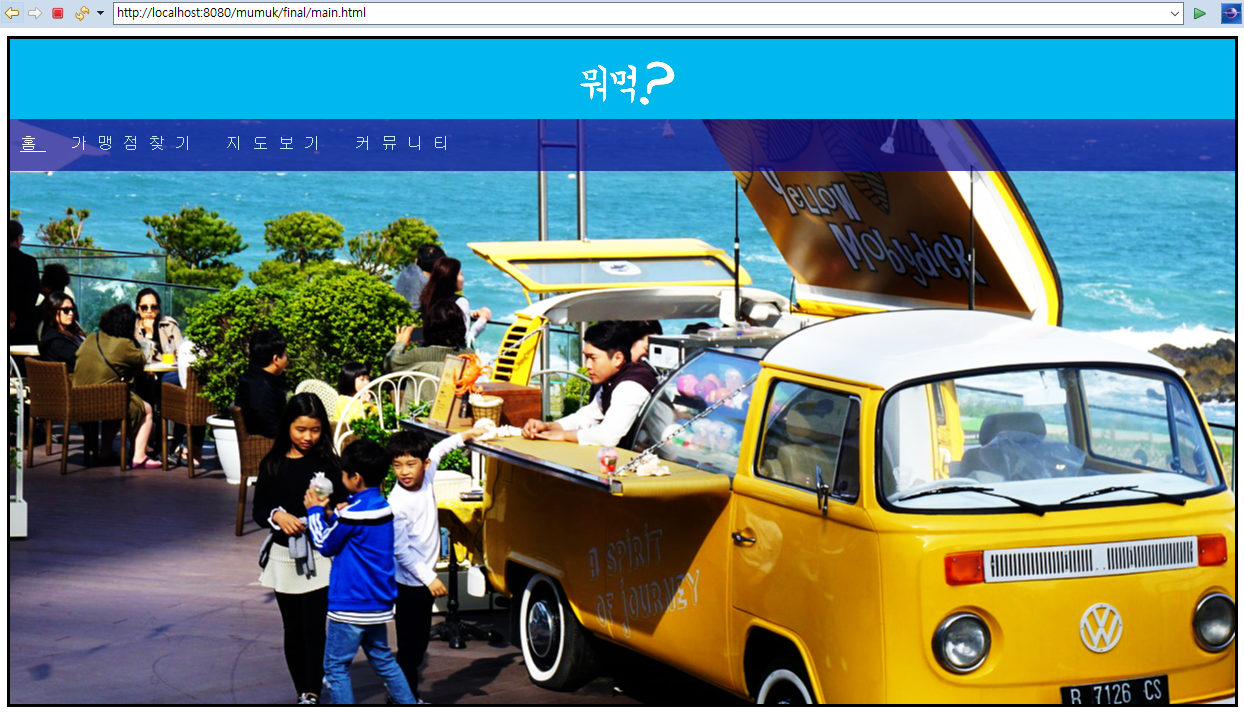 http://localhost:8080/mumuk/final/main.html
뭐먹?
홈 가맹점찾기 지도보기 커뮤니티
Yellow
Mobydick
A SPIRIT
OF JOURNEY
B 7126 CS